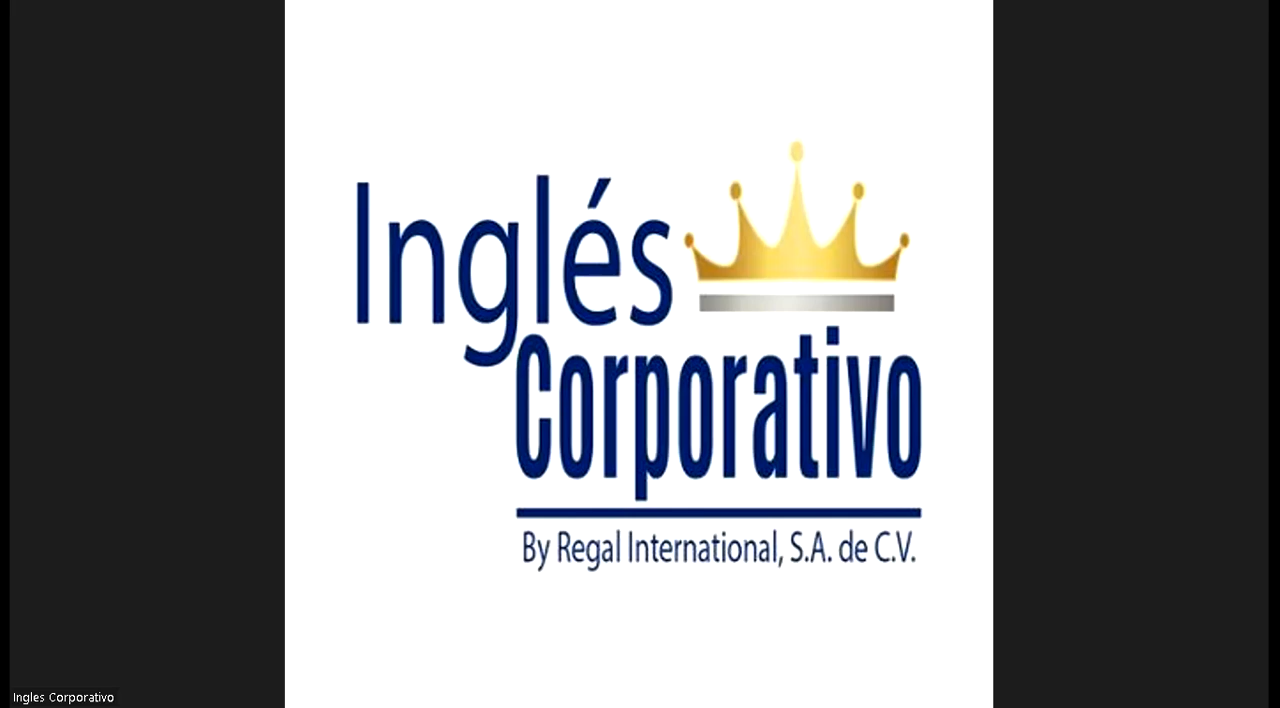 Inglés
Corporativo
By Regal International, S.A. de C.V.
Ingles Corporativo